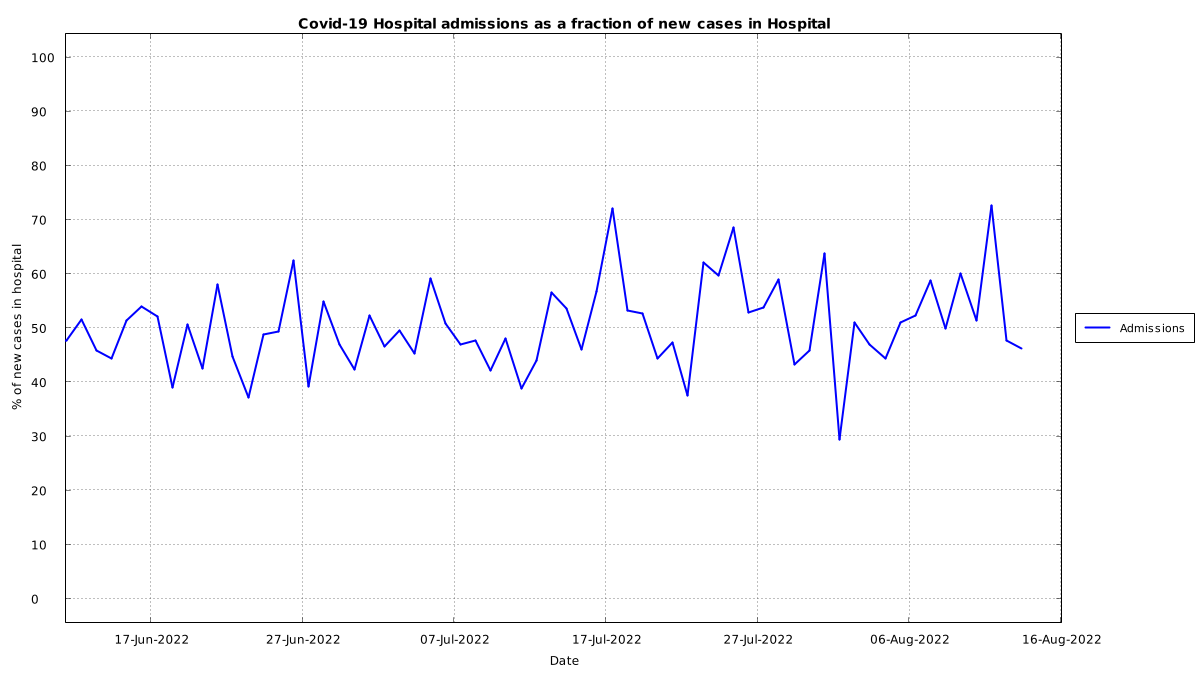 Covid-19 Hospital admissions as a fraction of new cases in Hospital
% of new cases in hospital
100
90
80
70
60
50
40
30
20
10
0
17-Jun-2022
27-Jun-2022
07-Jul-2022
17-Jul-2022
27-Jul-2022
06-Aug-2022
16-Aug-2022
Date
Admissions